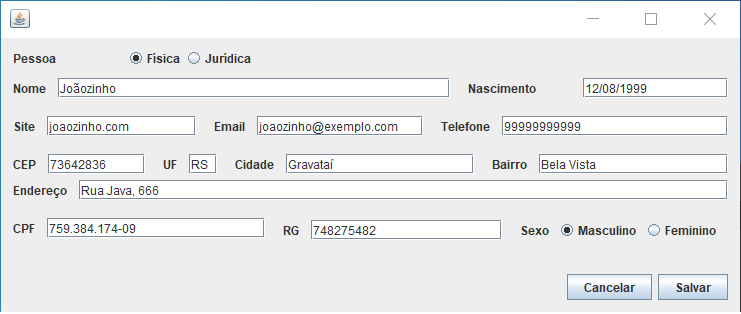 Pessoa Física Jurídica
Nome Joãozinho Nascimento 12/08/1999
Site joaozinho.com Email joaozinho@exemplo.com Telefone 99999999999
CEP 73642836 UF RS Cidade Gravataí Bairro Bela Vista
Endereço Rua Java, 666
CPF 759.384.174-09 RG 748275482 Sexo Masculino Feminino
Cancelar Salvar